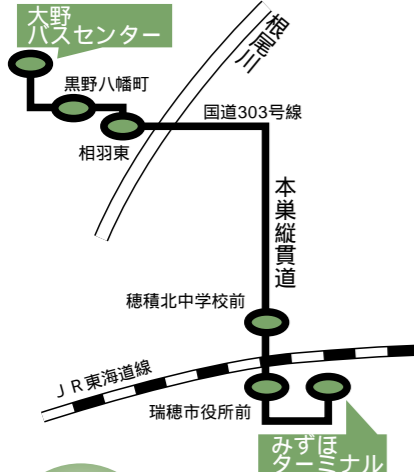 大野
バスセンター
根尾川
黒野八幡町
国道303号線
相羽東
本巣縦貫道
穂積北中学校前
ＪＲ東海道線
瑞穂市役所前
みずほ
ターミナル